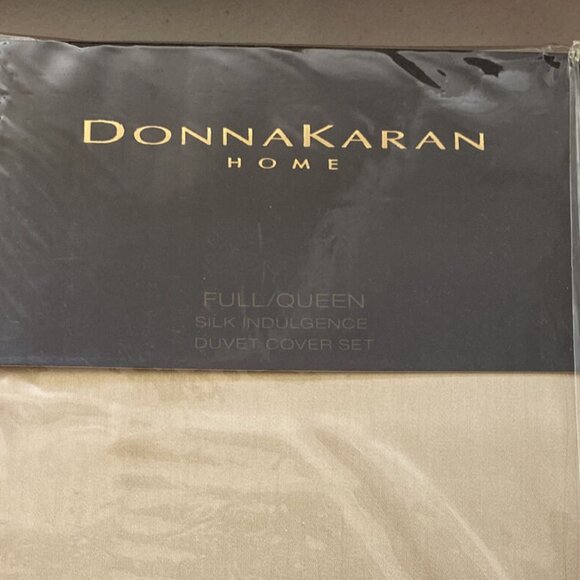 DONNAKARAN
HOME
FULL/QUEEN
SILK INDULGENCE
DUVET COVER SET